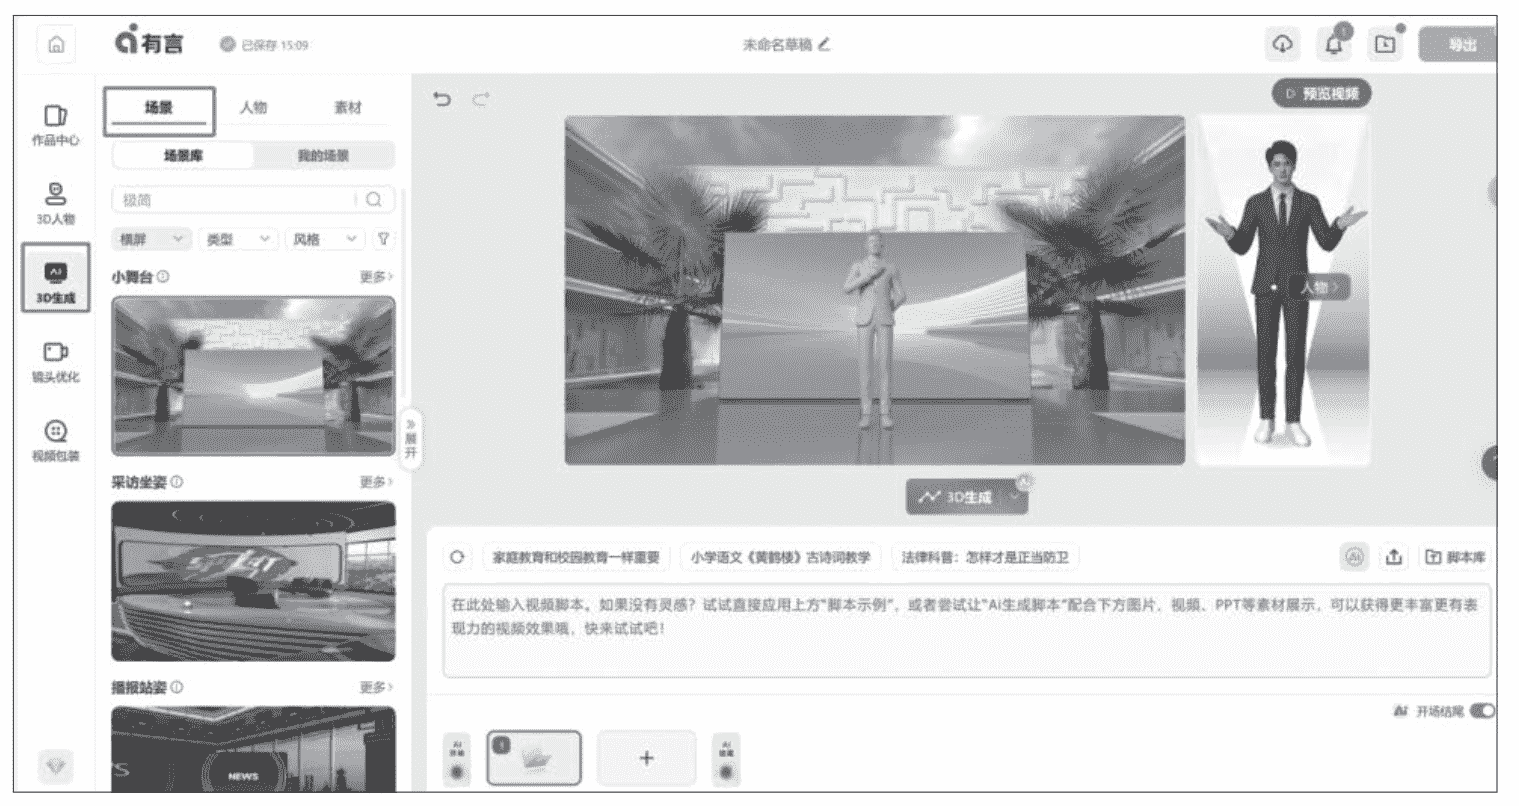 有言
已保存 15:09
未命名草稿
导出
作品中心
3D人物
3D生成
镜头优化
视频包装
场景
人物
素材
场景库
我的场景
极简
横屏
类型
风格
小舞台
更多
采访坐姿
更多
播报站姿
更多
NEWS
展开
预览视频
人物
3D生成
家庭教育和校园教育一样重要
小学语文《黄鹤楼》古诗词教学
法律科普：怎样才是正当防卫
脚本库
在此处输入视频脚本。如果没有灵感？试试直接应用上方“脚本示例”，或者尝试让“AI生成脚本”配合下方图片、视频、PPT等素材展示，可以获得更丰富更有表
现力的视频效果哦，快来试试吧！
AI 开场结尾
AI
1
+
AI